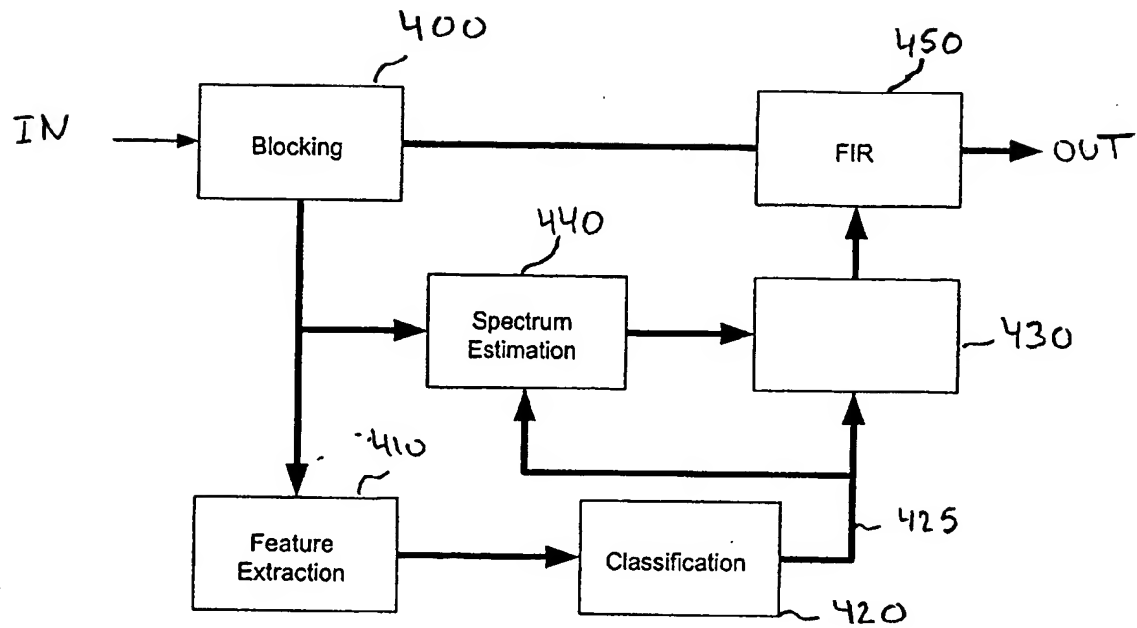 400
450
IN
Blocking
FIR
OUT
440
Spectrum
Estimation
430
410
Feature
Extraction
Classification
425
420